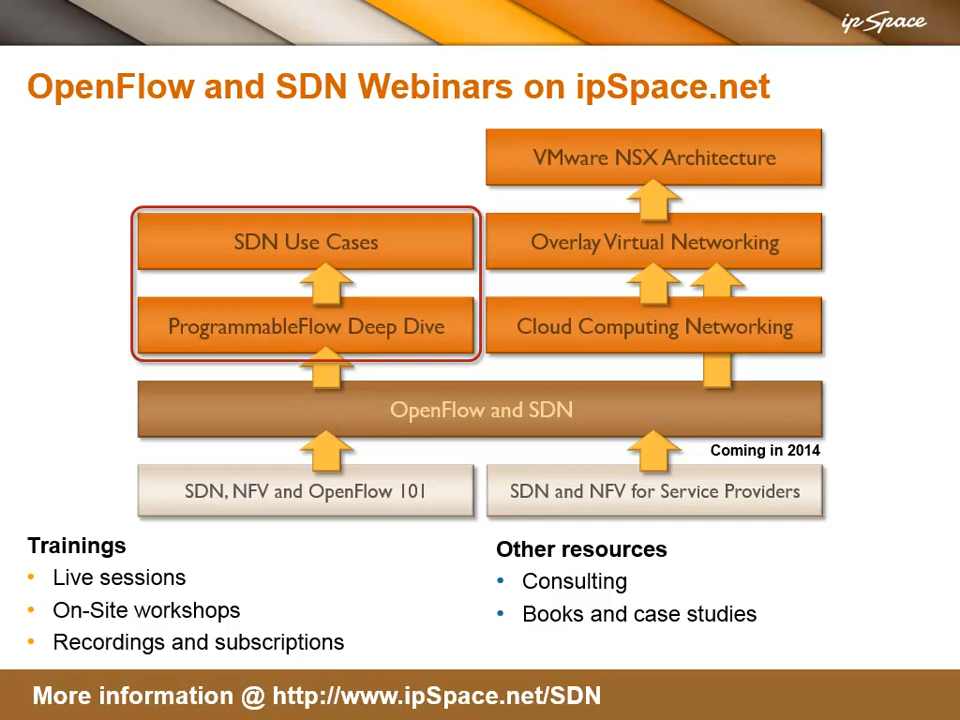 ipSpace
OpenFlow and SDN Webinars on ipSpace.net
VMware NSX Architecture
SDN Use Cases
Overlay Virtual Networking
ProgrammableFlow Deep Dive
Cloud Computing Networking
OpenFlow and SDN
Coming in 2014
SDN, NFV and OpenFlow 101
SDN and NFV for Service Providers
Trainings
• Live sessions
• On-Site workshops
• Recordings and subscriptions
Other resources
• Consulting
• Books and case studies
More information @ http://www.ipSpace.net/SDN